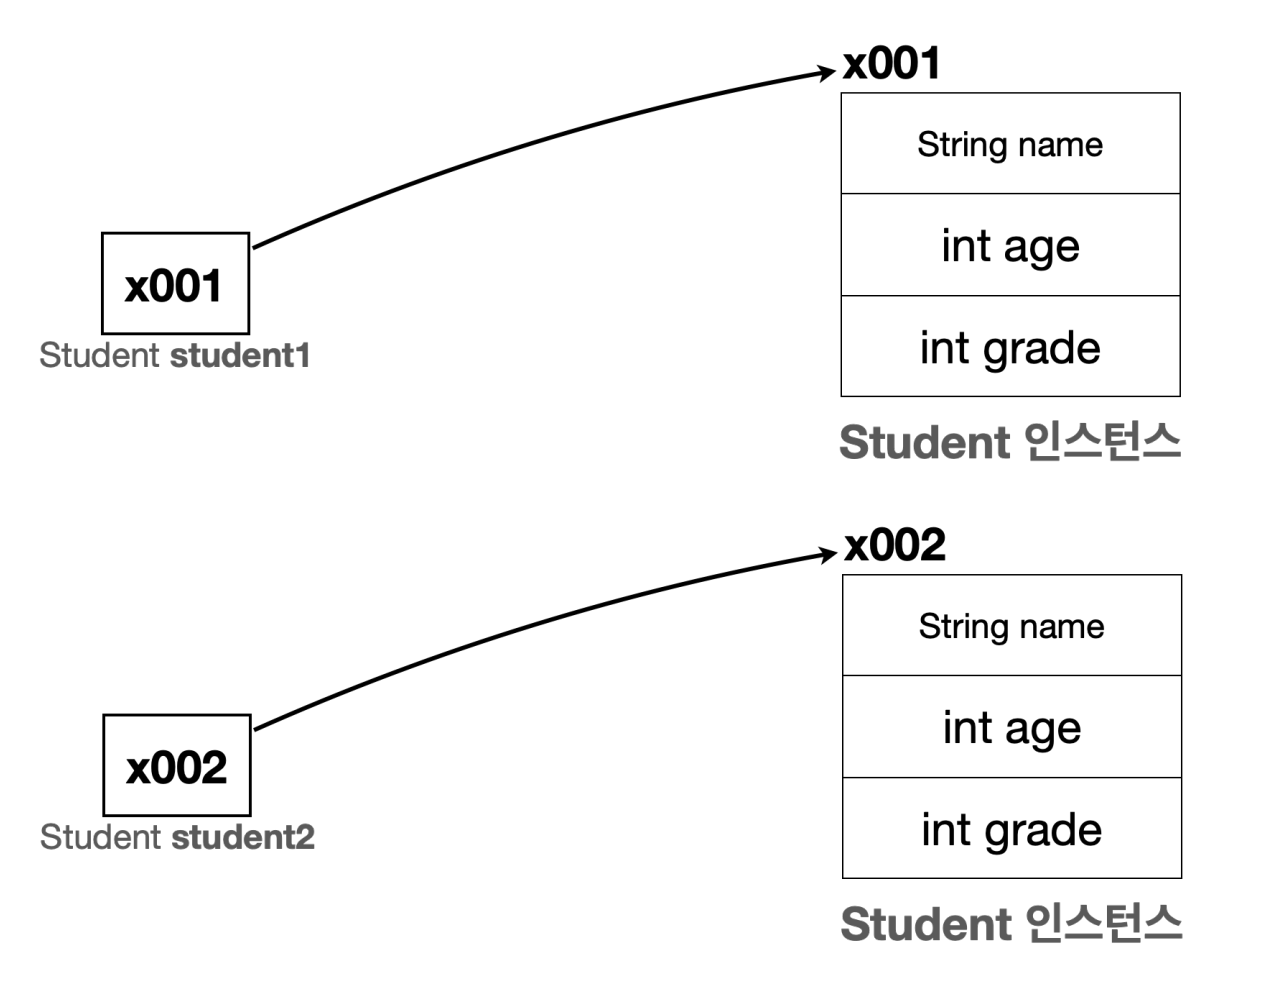 x001
String name
int age
int grade
Student 인스턴스
x001
Student student1
x002
String name
int age
int grade
Student 인스턴스
x002
Student student2